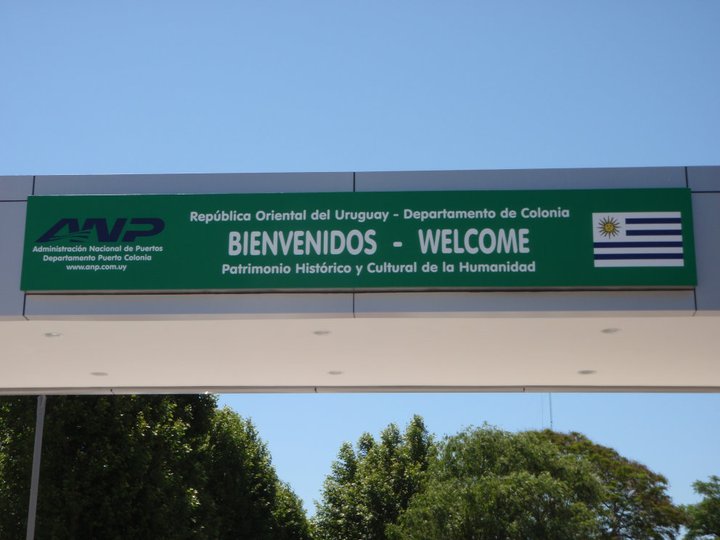 ANP
Administración Nacional de Puertos
Departamento Puerto Colonia
www.anp.com.uy
República Oriental del Uruguay - Departamento de Colonia
BIENVENIDOS - WELCOME
Patrimonio Histórico y Cultural de la Humanidad